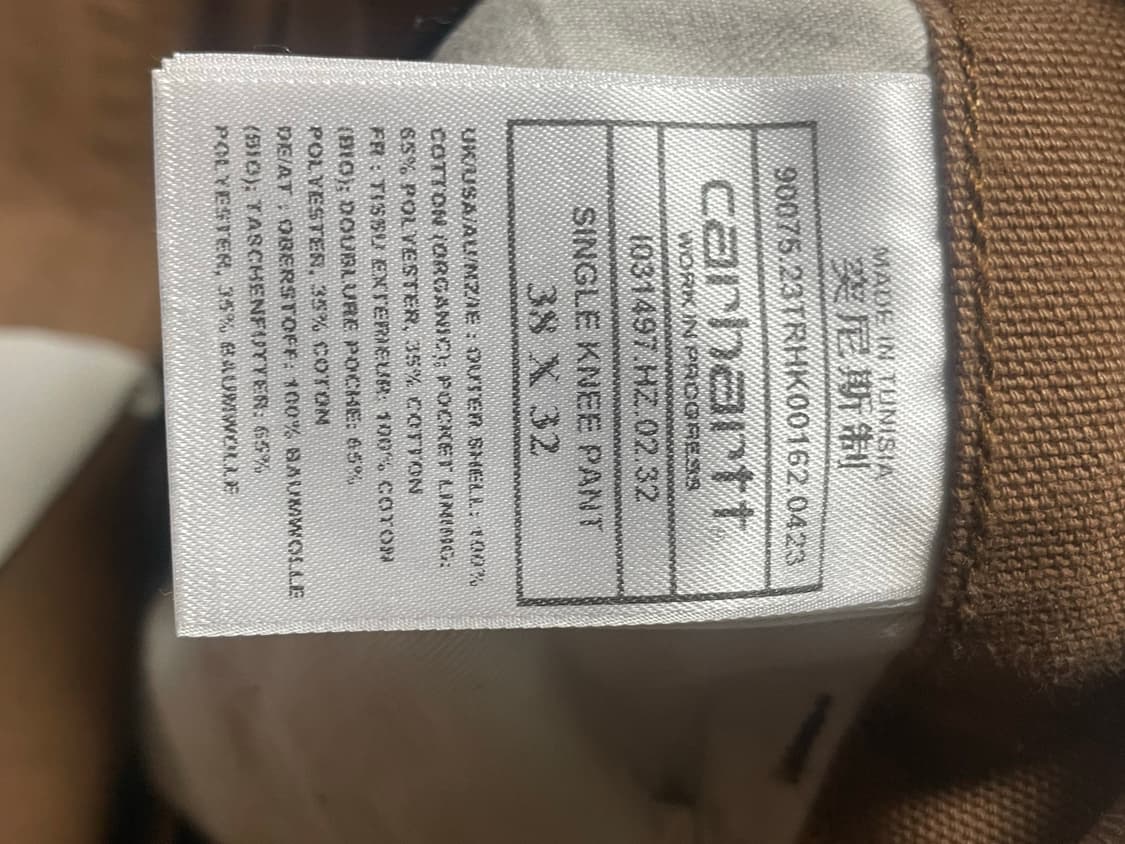 MADE IN TUNISIA
突尼斯制
90075.23TRHK00162.0423
carhartt
WORK IN PROGRESS
I031497.HZ.02.32
SINGLE KNEE PANT
38 X 32
UK/USA/AU/NZ/IE : OUTER SHELL: 100%
COTTON (ORGANIC); POCKET LINING:
65% POLYESTER, 35% COTTON
FR : TISSU EXTERIEUR: 100% COTON
(BIO); DOUBLURE POCHE: 65%
POLYESTER, 35% COTON
DE/AT : OBERSTOFF: 100% BAUMWOLLE
(BIO); TASCHENFUTTER: 65%
POLYESTER, 35% BAUMWOLLE